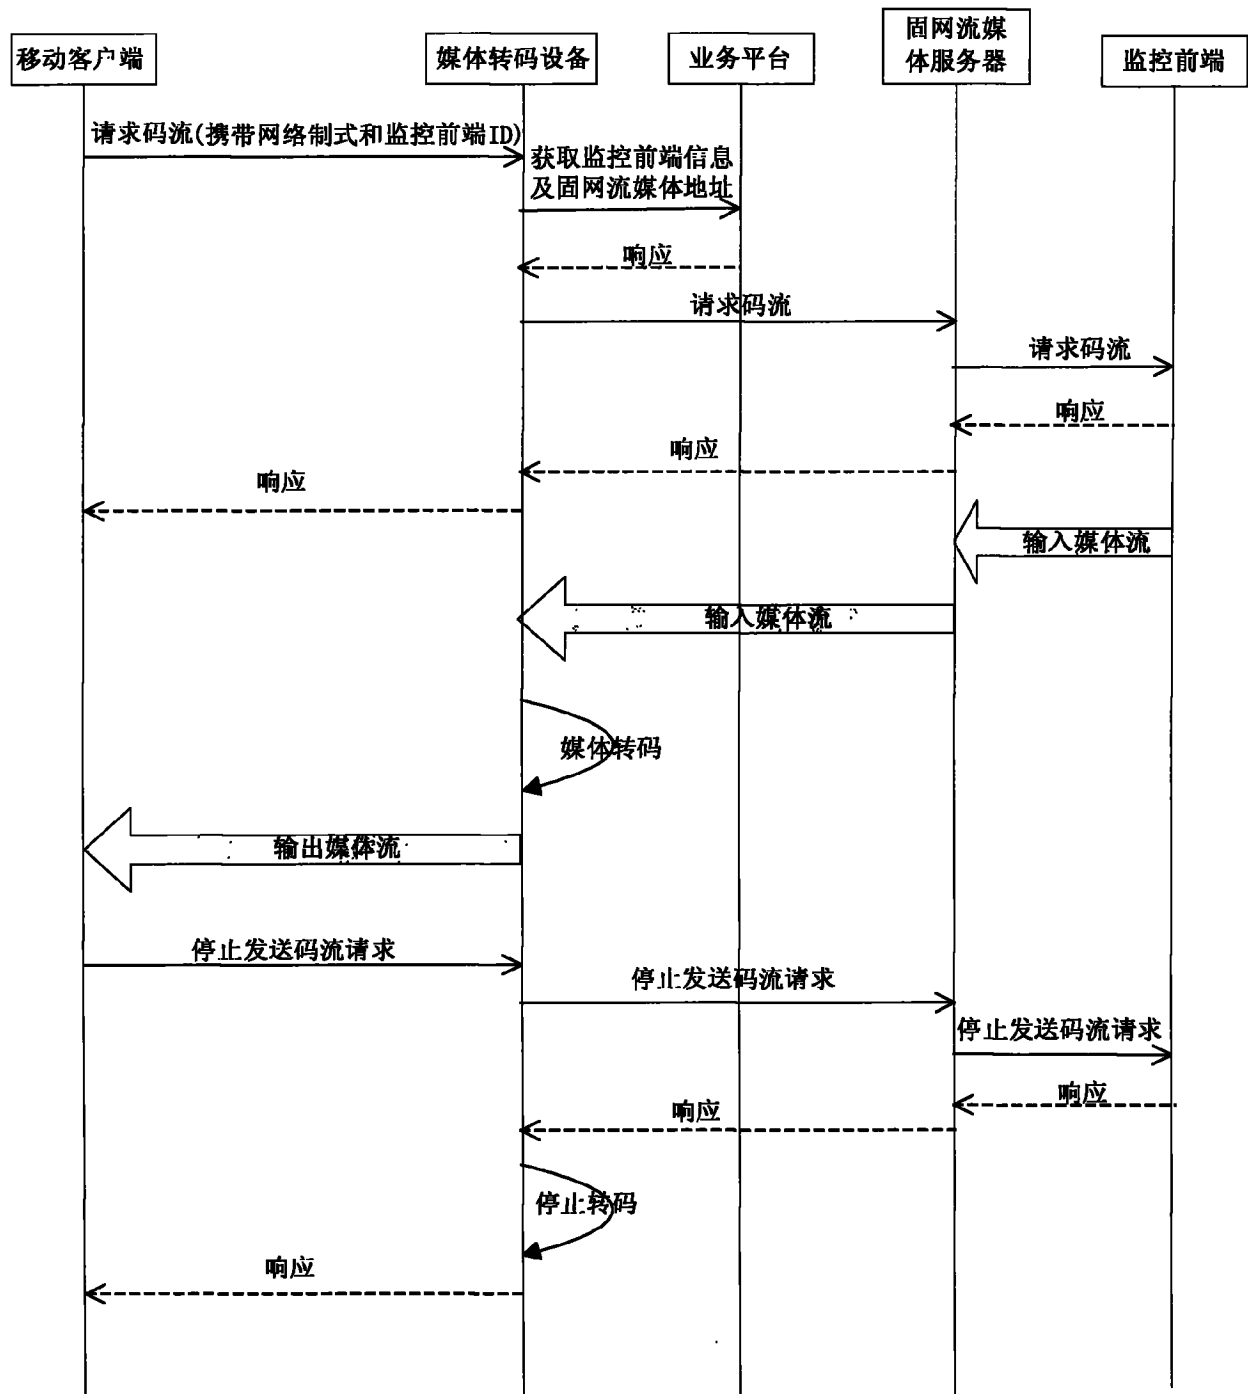 移动客户端
媒体转码设备
业务平台
固网流媒
体服务器
监控前端
请求码流(携带网络制式和监控前端ID)
获取监控前端信息
及固网流媒体地址
响应
请求码流
请求码流
响应
响应
响应
输入媒体流
输入媒体流
媒体转码
输出媒体流
停止发送码流请求
停止发送码流请求
停止发送码流请求
响应
响应
停止转码
响应